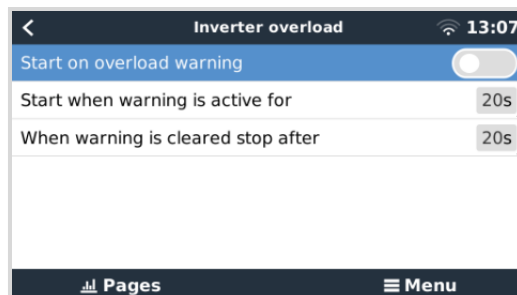 Inverter overload 13:07
Start on overload warning
Start when warning is active for 20s
When warning is cleared stop after 20s
Pages Menu